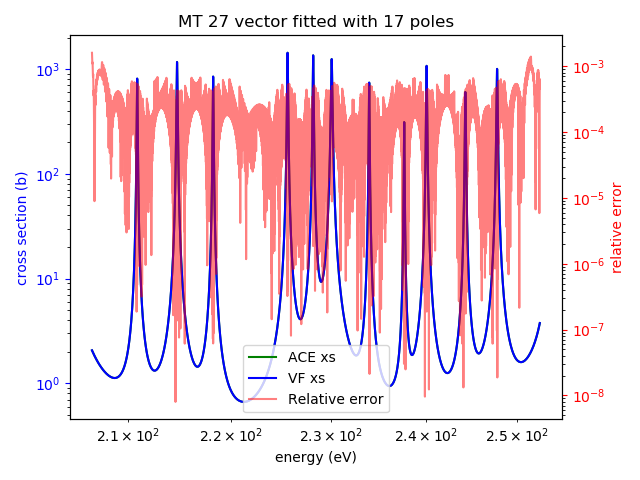 MT 27 vector fitted with 17 poles
cross section (b)
10³
10²
10¹
10⁰
relative error
10⁻³
10⁻⁴
10⁻⁵
10⁻⁶
10⁻⁷
10⁻⁸
ACE xs
VF xs
Relative error
2.1 × 10² 2.2 × 10² 2.3 × 10² 2.4 × 10² 2.5 × 10²
energy (eV)